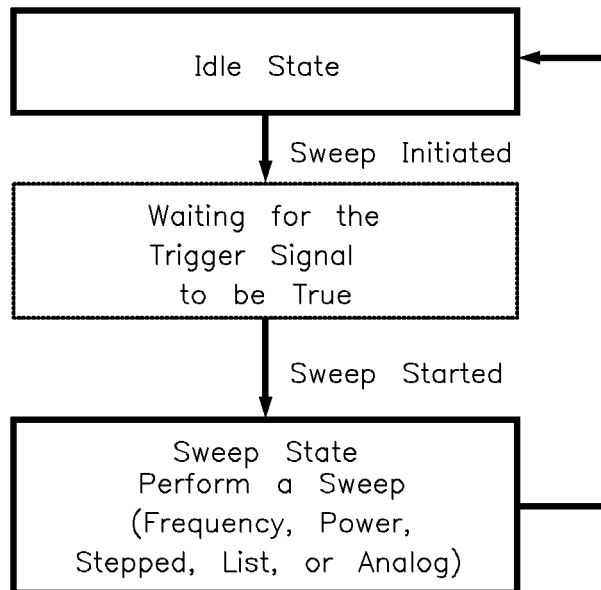 Idle State
Sweep Initiated
Waiting for the
Trigger Signal
to be True
Sweep Started
Sweep State
Perform a Sweep
(Frequency, Power,
Stepped, List, or Analog)